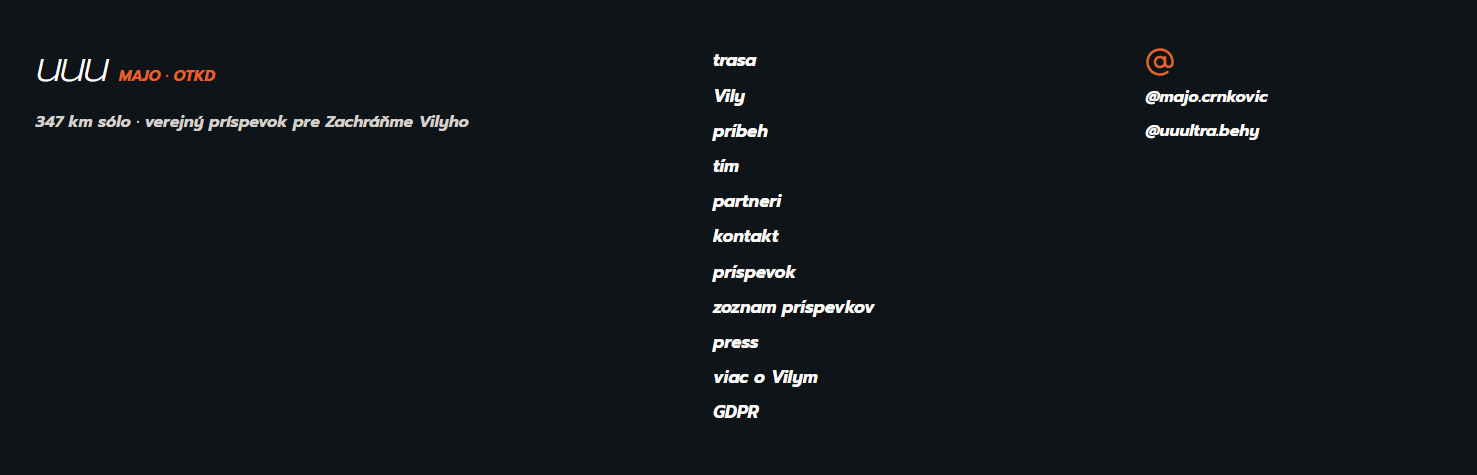 uuu MAJO · OTKD
347 km sólo · verejný príspevok pre Zachráňme Vilyho
trasa
Vily
príbeh
tím
partneri
kontakt
príspevok
zoznam príspevkov
press
viac o Vilym
GDPR
@
@majo.crnkovic
@uuultra.behy